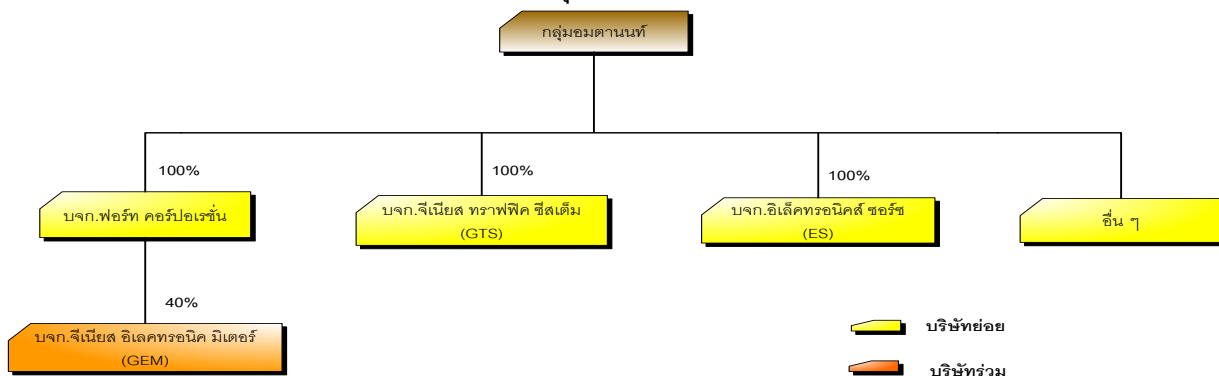 กลุ่มอมตานนท์
100%
100%
100%
บจก.ฟอร์ท คอร์ปอเรชั่น
บจก.จีเนียส ทราฟฟิค ซีสเต็ม
(GTS)
บจก.อิเล็คทรอนิคส์ ซอร์ซ
(ES)
อื่น ๆ
40%
บจก.จีเนียส อิเลคทรอนิค มิเตอร์
(GEM)
บริษัทย่อย
บริษัทร่วม